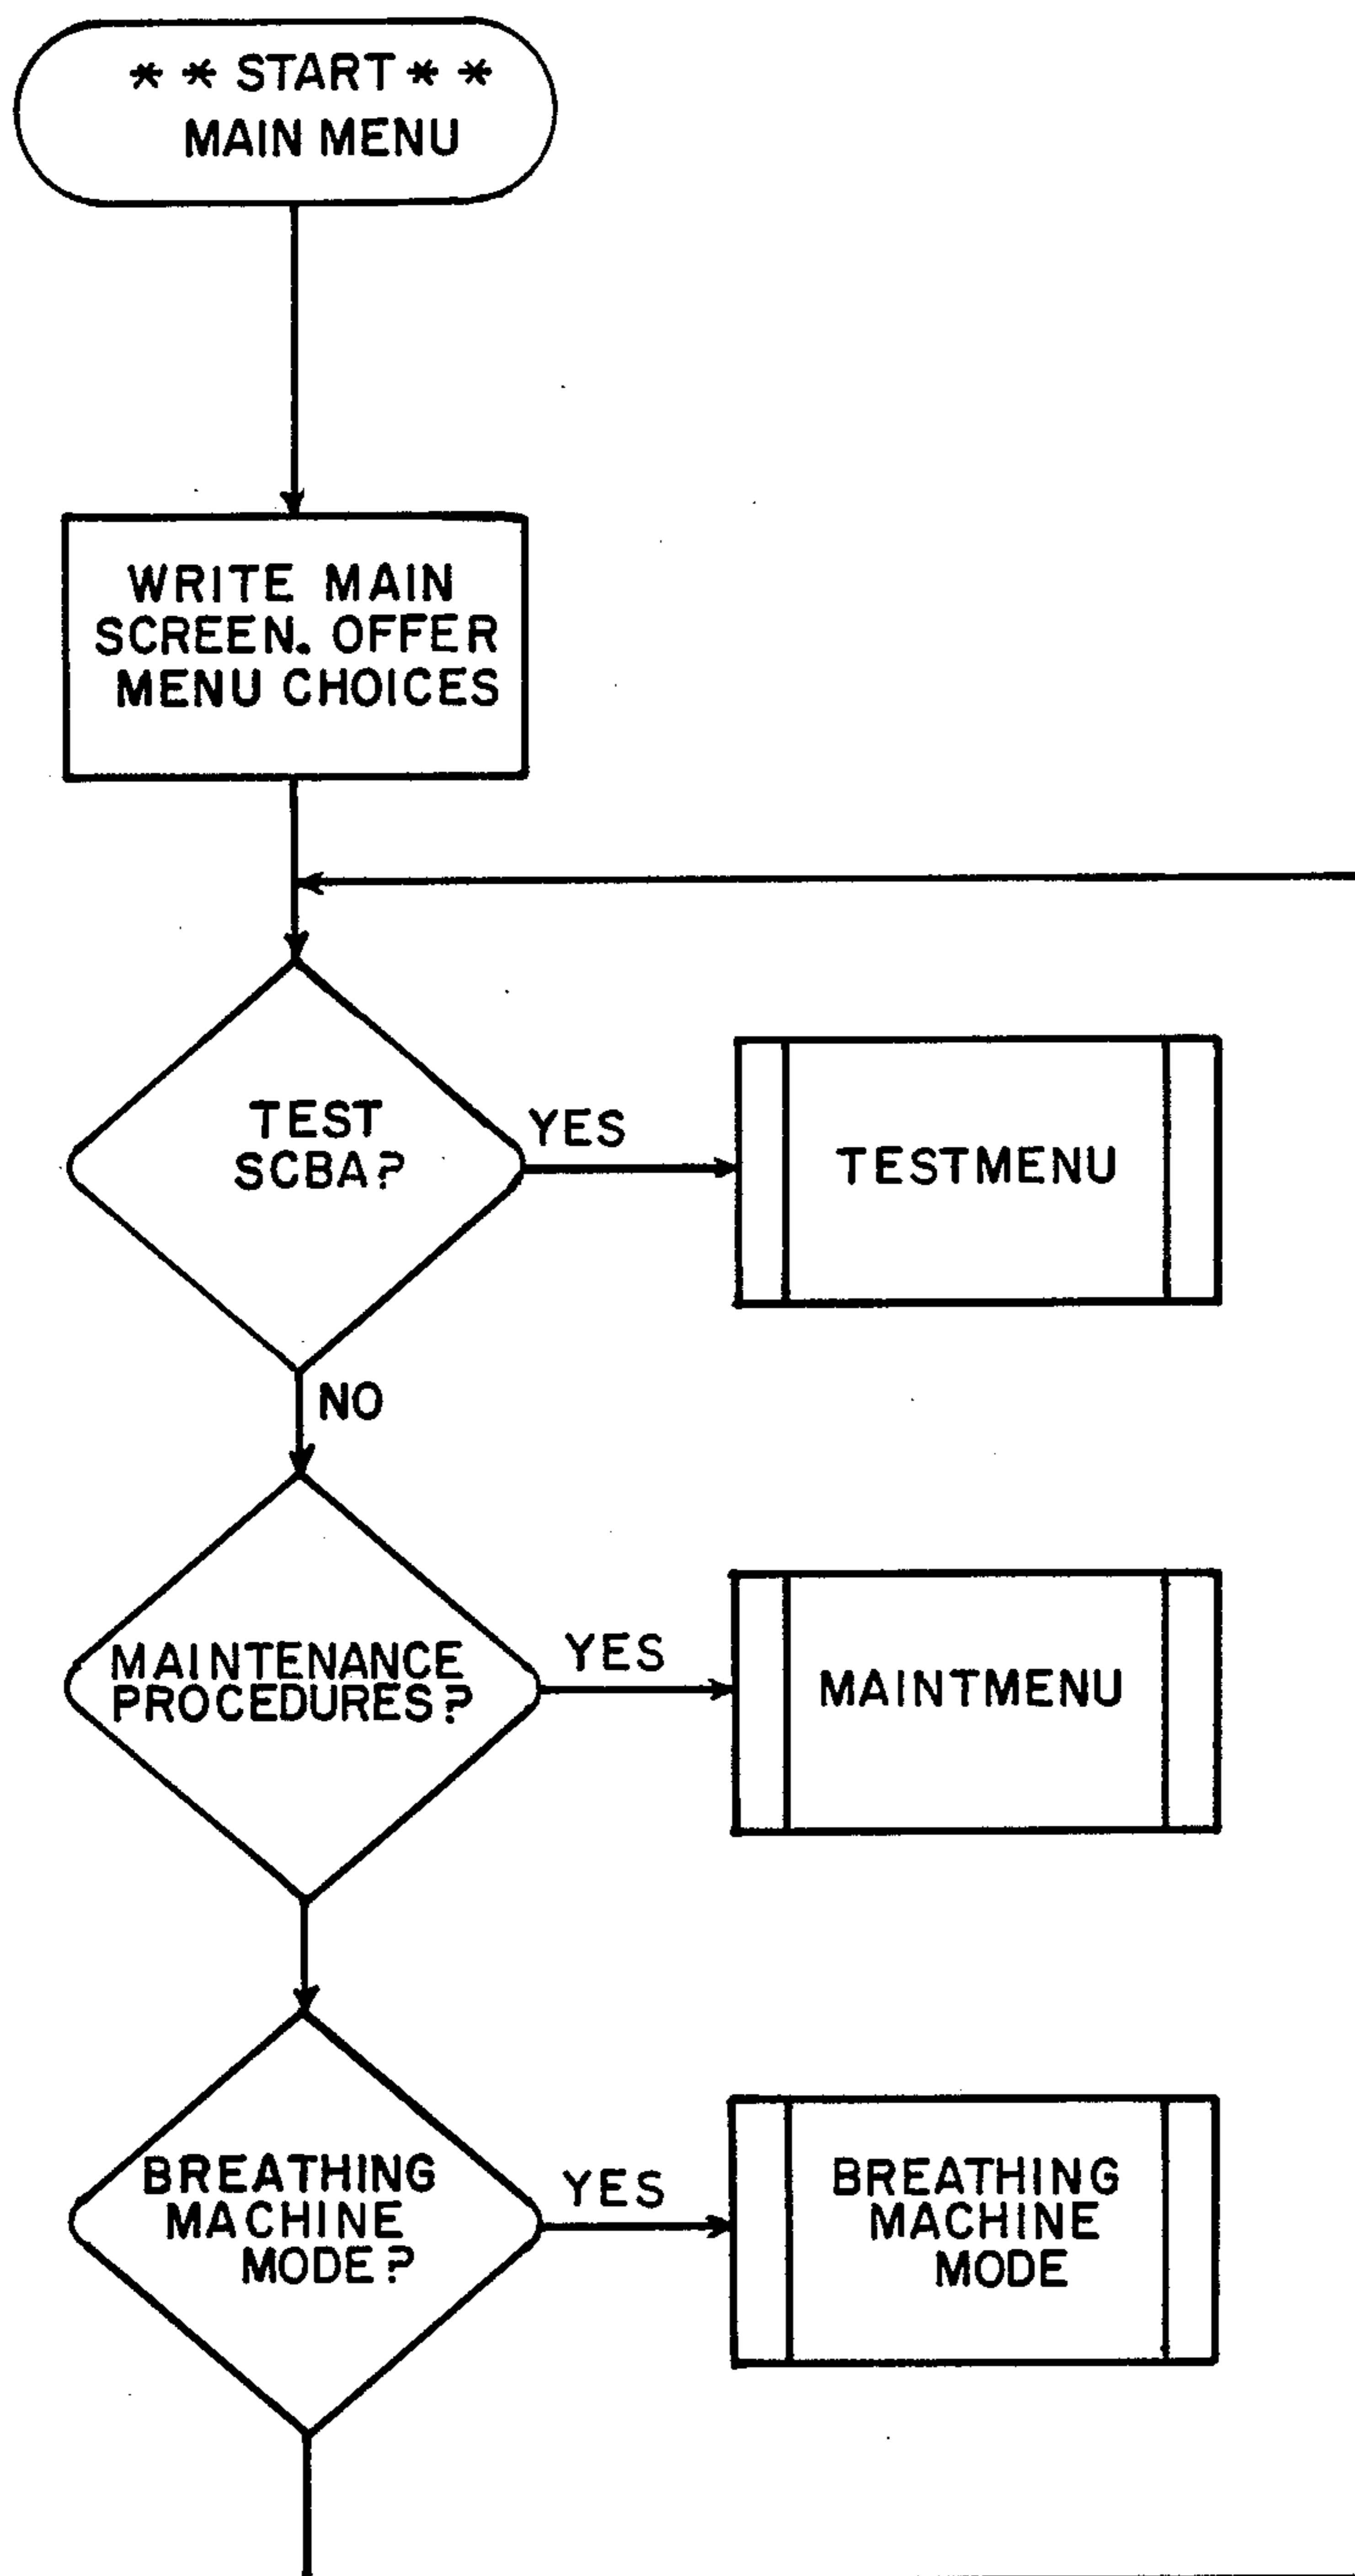 * * START * *
MAIN MENU
WRITE MAIN
SCREEN. OFFER
MENU CHOICES
TEST
SCBA?
YES
TESTMENU
NO
MAINTENANCE
PROCEDURES?
YES
MAINTMENU
BREATHING
MACHINE
MODE?
YES
BREATHING
MACHINE
MODE